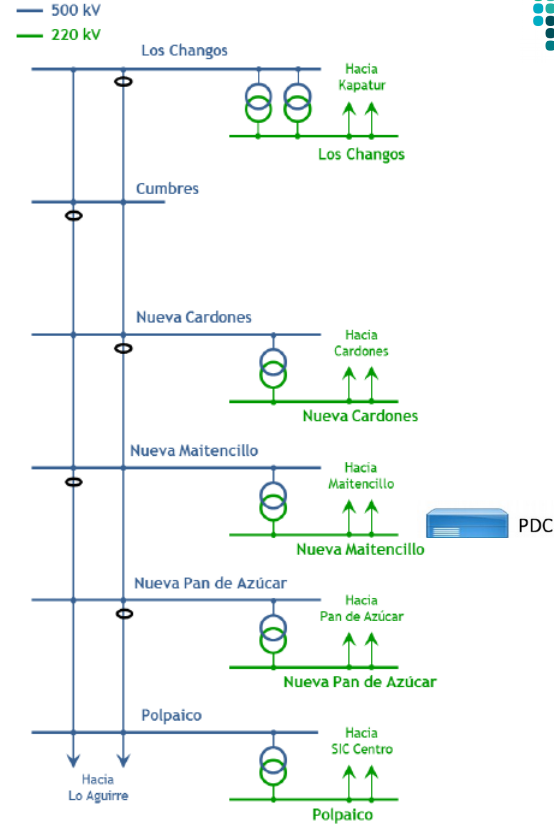 500 kV
220 kV
Los Changos
Hacia
Kapatur
Los Changos
Cumbres
Nueva Cardones
Hacia
Cardones
Nueva Cardones
Nueva Maitencillo
Hacia
Maitencillo
PDC
Nueva Maitencillo
Nueva Pan de Azúcar
Hacia
Pan de Azúcar
Nueva Pan de Azúcar
Polpaico
Hacia
SIC Centro
Hacia
Lo Aguirre
Polpaico